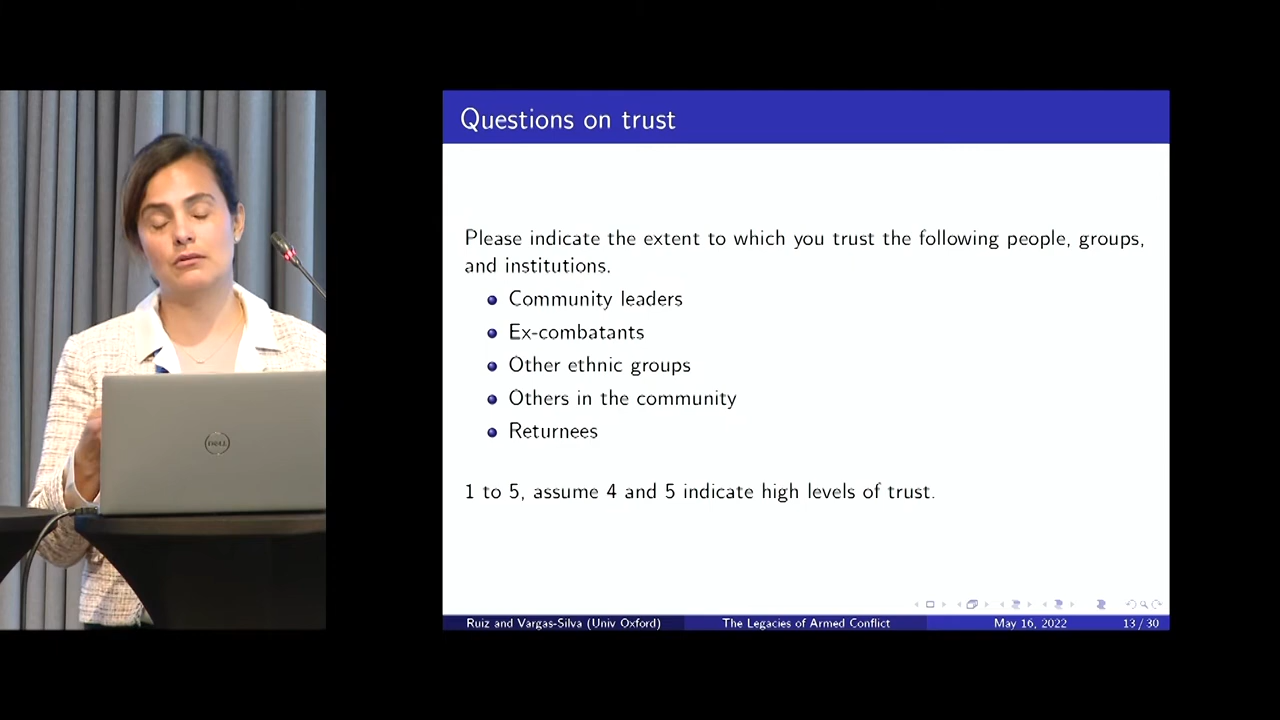 Questions on trust
Please indicate the extent to which you trust the following people, groups,
and institutions.
Community leaders
Ex-combatants
Other ethnic groups
Others in the community
Returnees
1 to 5, assume 4 and 5 indicate high levels of trust.
Ruiz and Vargas-Silva (Univ Oxford) The Legacies of Armed Conflict May 16, 2022 13 / 30
DELL